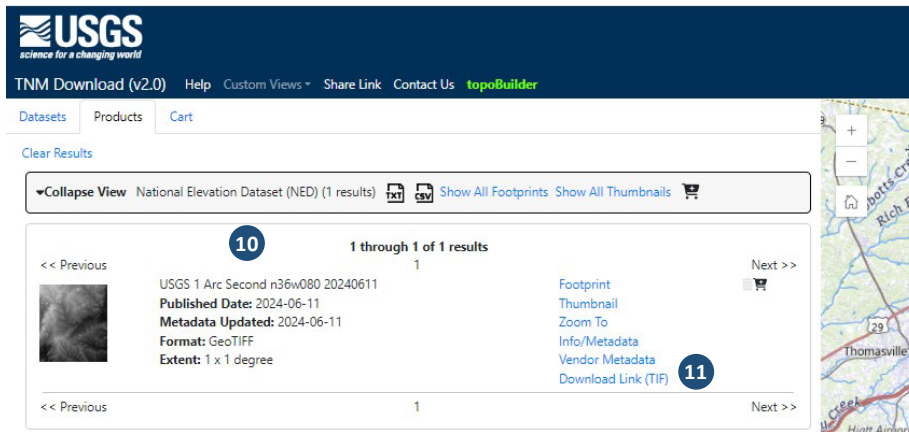 USGS
science for a changing world
TNM Download (v2.0) Help Custom Views Share Link Contact Us topoBuilder
Datasets Products Cart
Clear Results
Collapse View National Elevation Dataset (NED) (1 results) TXT CSV Show All Footprints Show All Thumbnails
10
1 through 1 of 1 results
<< Previous 1 Next >>
USGS 1 Arc Second n36w080 20240611 Footprint
Published Date: 2024-06-11 Thumbnail
Metadata Updated: 2024-06-11 Zoom To
Format: GeoTIFF Info/Metadata
Extent: 1 x 1 degree Vendor Metadata
Download Link (TIF) 11
<< Previous 1 Next >>
+
−
Rich
29
Thomasville
Creek